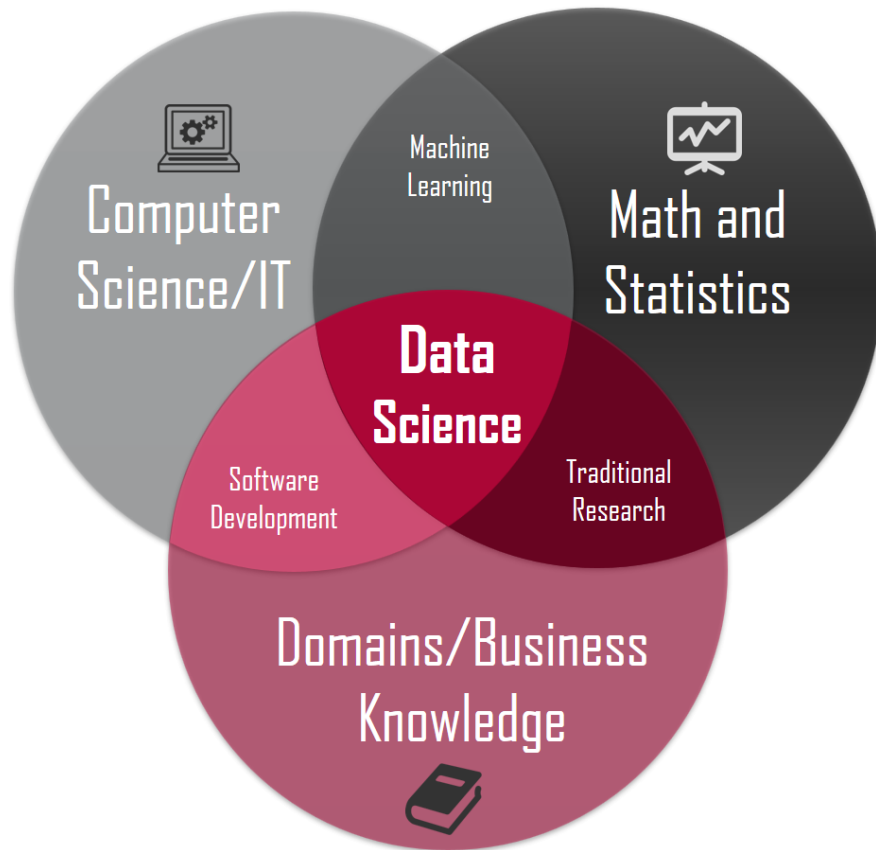 Machine
Learning
Computer
Science/IT
Math and
Statistics
Data
Science
Software
Development
Traditional
Research
Domains/Business
Knowledge